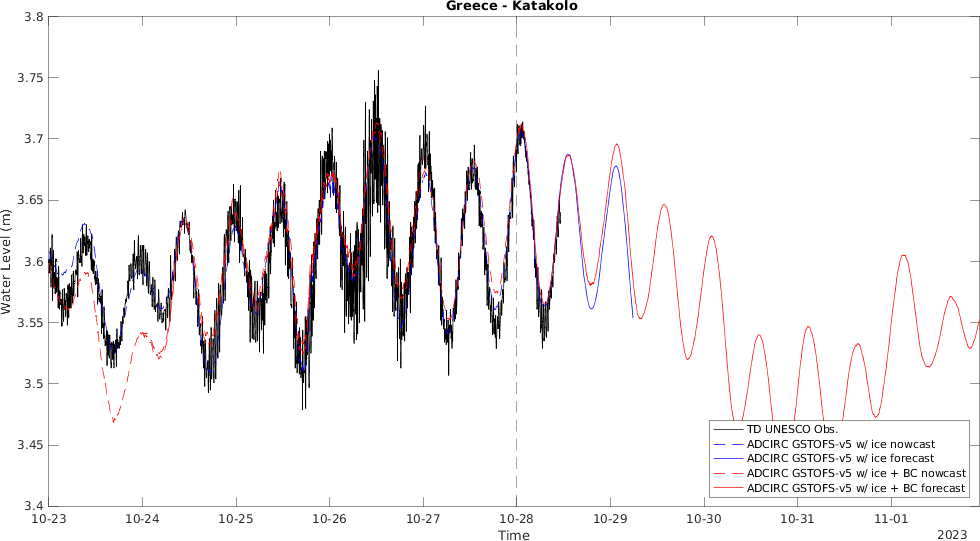 Greece - Katakolo
3.8
3.75
3.7
3.65
3.6
3.55
3.5
3.45
3.4
Water Level (m)
10-23 10-24 10-25 10-26 10-27 10-28 10-29 10-30 10-31 11-01
Time
2023
TD UNESCO Obs.
ADCIRC GSTOFS-v5 w/ ice nowcast
ADCIRC GSTOFS-v5 w/ ice forecast
ADCIRC GSTOFS-v5 w/ ice + BC nowcast
ADCIRC GSTOFS-v5 w/ ice + BC forecast